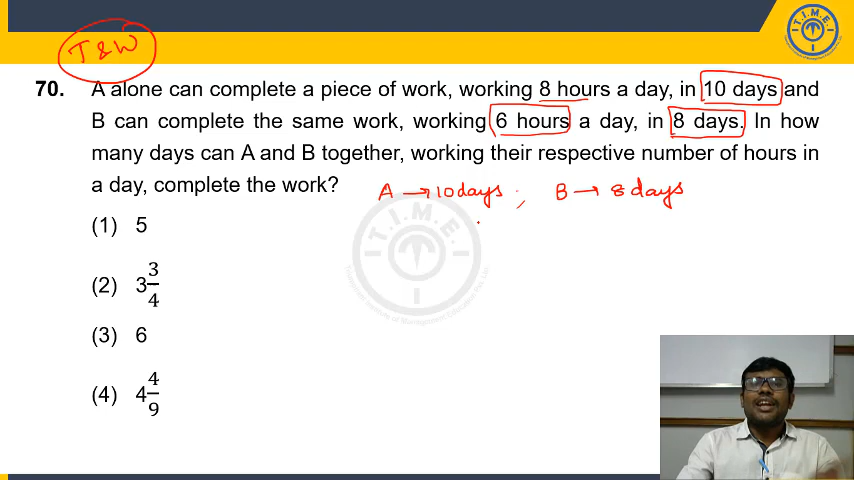 T.I.M.E.
T & W
70. A alone can complete a piece of work, working 8 hours a day, in 10 days and
B can complete the same work, working 6 hours a day, in 8 days. In how
many days can A and B together, working their respective number of hours in
a day, complete the work?
A → 10 days ; B → 8 days
(1) 5
T.I.M.E.
(2) 3 3/4
(3) 6
(4) 4 4/9